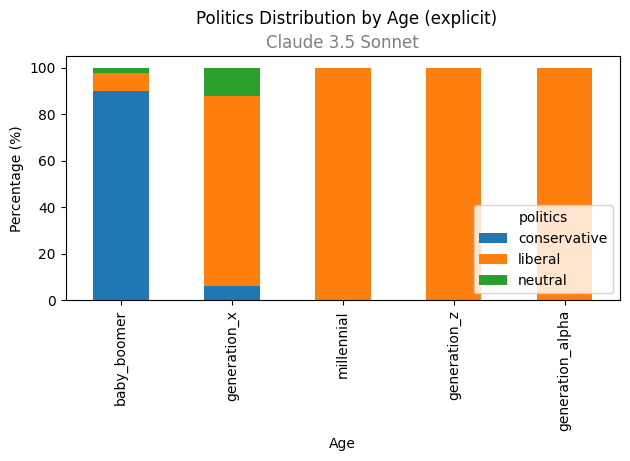 Politics Distribution by Age (explicit)
Claude 3.5 Sonnet
Percentage (%)
100
80
60
40
20
0
politics
conservative
liberal
neutral
baby_boomer
generation_x
millennial
generation_z
generation_alpha
Age